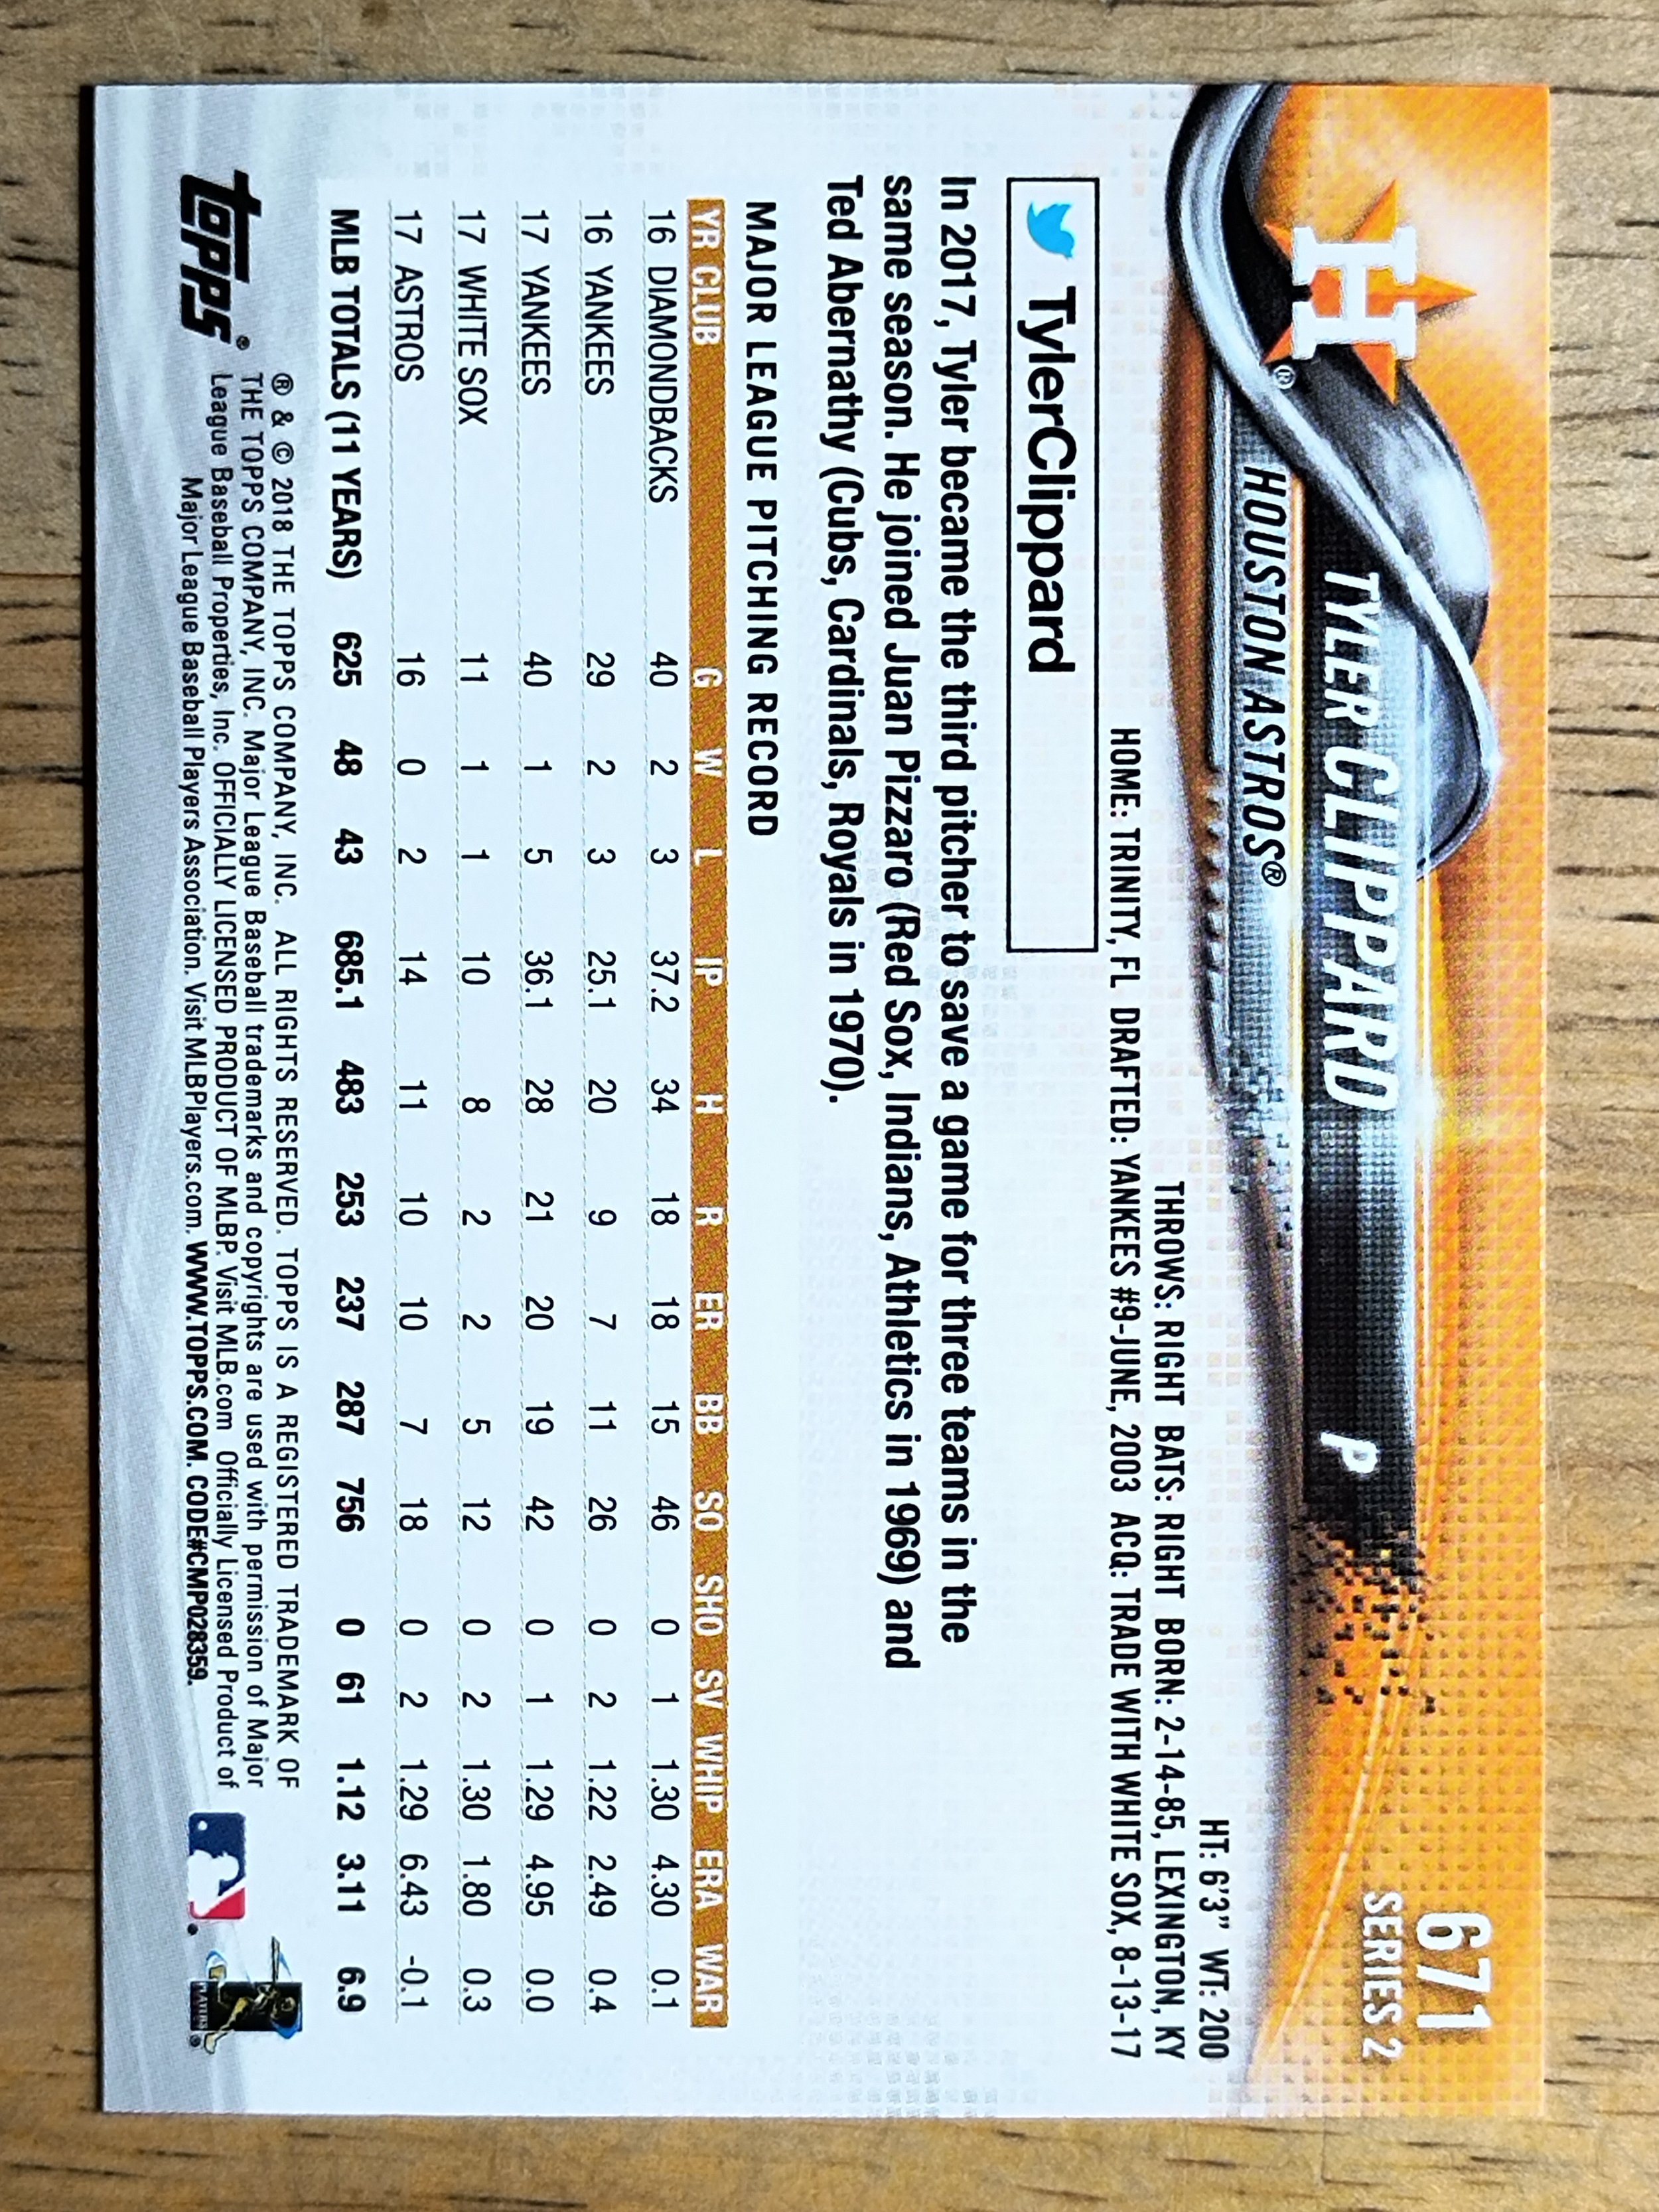 671
SERIES 2
H ®
TYLER CLIPPARD P
HOUSTON ASTROS®
HT: 6'3" WT: 200
THROWS: RIGHT BATS: RIGHT BORN: 2-14-85, LEXINGTON, KY
HOME: TRINITY, FL DRAFTED: YANKEES #9-JUNE, 2003 ACQ: TRADE WITH WHITE SOX, 8-13-17
TylerClippard
In 2017, Tyler became the third pitcher to save a game for three teams in the
same season. He joined Juan Pizzaro (Red Sox, Indians, Athletics in 1969) and
Ted Abernathy (Cubs, Cardinals, Royals in 1970).
MAJOR LEAGUE PITCHING RECORD
YR CLUB G W L IP H R ER BB SO SHO SV WHIP ERA WAR
16 DIAMONDBACKS 40 2 3 37.2 34 18 18 15 46 0 1 1.30 4.30 0.1
16 YANKEES 29 2 3 25.1 20 9 7 11 26 0 2 1.22 2.49 0.4
17 YANKEES 40 1 5 36.1 28 21 20 19 42 0 1 1.29 4.95 0.0
17 WHITE SOX 11 1 1 10 8 2 2 5 12 0 2 1.30 1.80 0.3
17 ASTROS 16 0 2 14 11 10 10 7 18 0 2 1.29 6.43 -0.1
MLB TOTALS (11 YEARS) 625 48 43 685.1 483 253 237 287 756 0 61 1.12 3.11 6.9
topps®
® & © 2018 THE TOPPS COMPANY, INC. ALL RIGHTS RESERVED. TOPPS IS A REGISTERED TRADEMARK OF
THE TOPPS COMPANY, INC. Major League Baseball trademarks and copyrights are used with permission of Major
League Baseball Properties, Inc. OFFICIALLY LICENSED PRODUCT OF MLBP. Visit MLB.com Officially Licensed Product of
Major League Baseball Players Association. Visit MLBPlayers.com. WWW.TOPPS.COM. CODE#CMP028359.